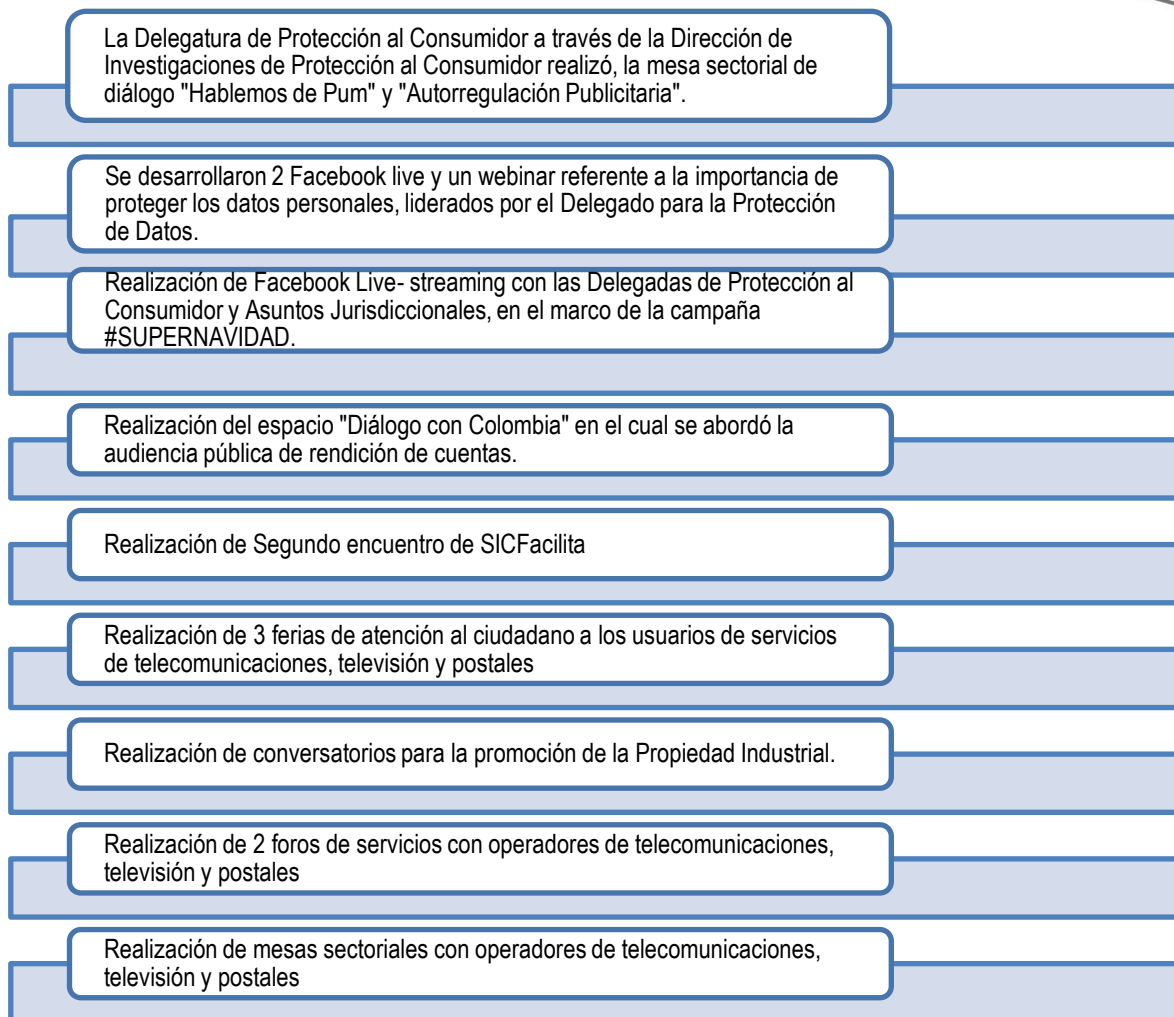 La Delegatura de Protección al Consumidor a través de la Dirección de
Investigaciones de Protección al Consumidor realizó, la mesa sectorial de
diálogo "Hablemos de Pum" y "Autorregulación Publicitaria".
Se desarrollaron 2 Facebook live y un webinar referente a la importancia de
proteger los datos personales, liderados por el Delegado para la Protección
de Datos.
Realización de Facebook Live- streaming con las Delegadas de Protección al
Consumidor y Asuntos Jurisdiccionales, en el marco de la campaña
#SUPERNAVIDAD.
Realización del espacio "Diálogo con Colombia" en el cual se abordó la
audiencia pública de rendición de cuentas.
Realización de Segundo encuentro de SICFacilita
Realización de 3 ferias de atención al ciudadano a los usuarios de servicios
de telecomunicaciones, televisión y postales
Realización de conversatorios para la promoción de la Propiedad Industrial.
Realización de 2 foros de servicios con operadores de telecomunicaciones,
televisión y postales
Realización de mesas sectoriales con operadores de telecomunicaciones,
televisión y postales